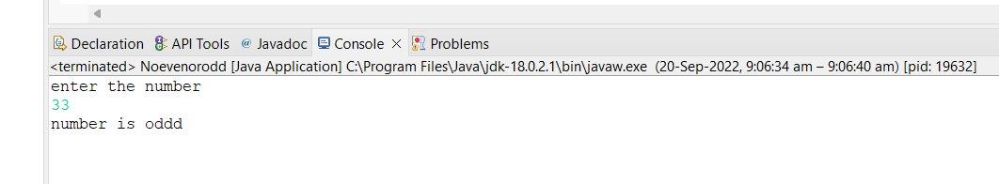 Declaration API Tools @ Javadoc Console Problems
<terminated> Noevenorodd [Java Application] C:\Program Files\Java\jdk-18.0.2.1\bin\javaw.exe (20-Sep-2022, 9:06:34 am – 9:06:40 am) [pid: 19632]
enter the number
33
number is oddd